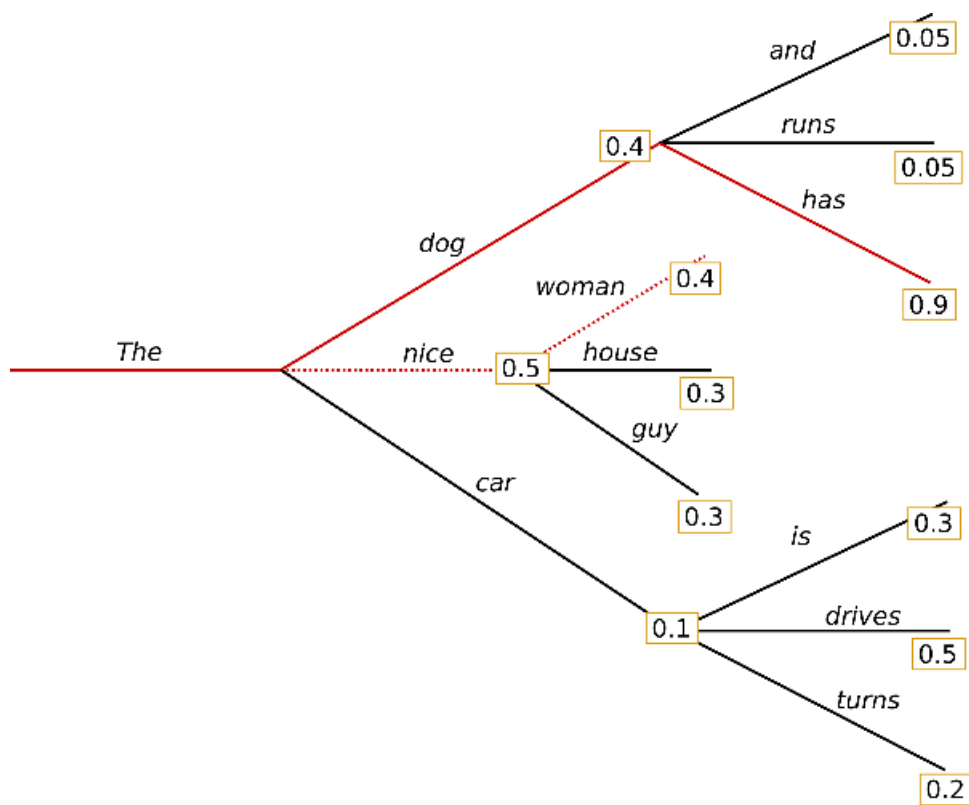 0.05
and
runs
0.4
0.05
has
dog
0.4
woman
0.9
The
nice
house
0.5
0.3
guy
car
0.3
0.3
is
drives
0.1
0.5
turns
0.2